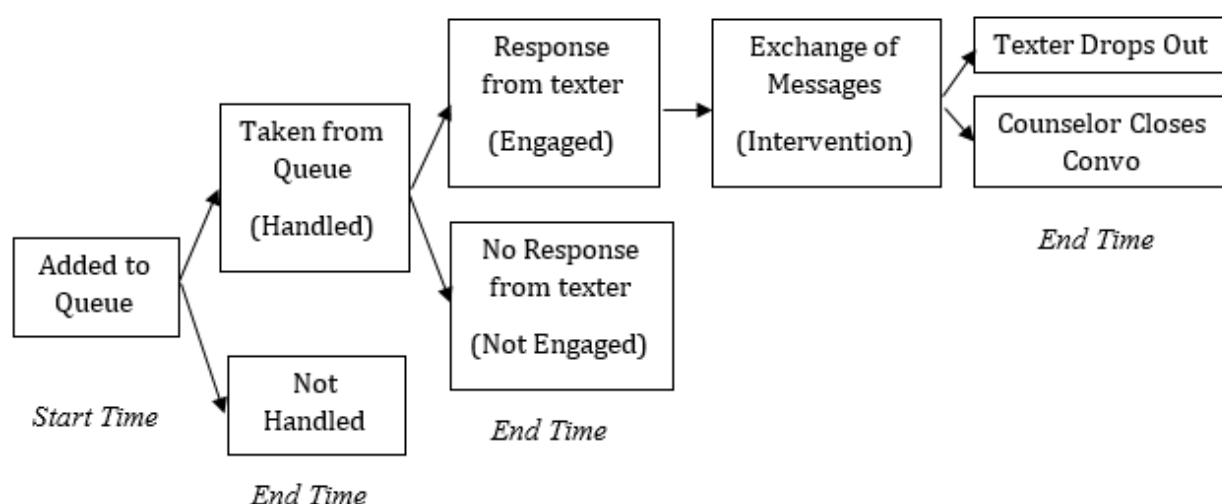 Added to
Queue
Start Time
Taken from
Queue
(Handled)
Not
Handled
End Time
Response
from texter
(Engaged)
No Response
from texter
(Not Engaged)
End Time
Exchange of
Messages
(Intervention)
Texter Drops Out
Counselor Closes
Convo
End Time